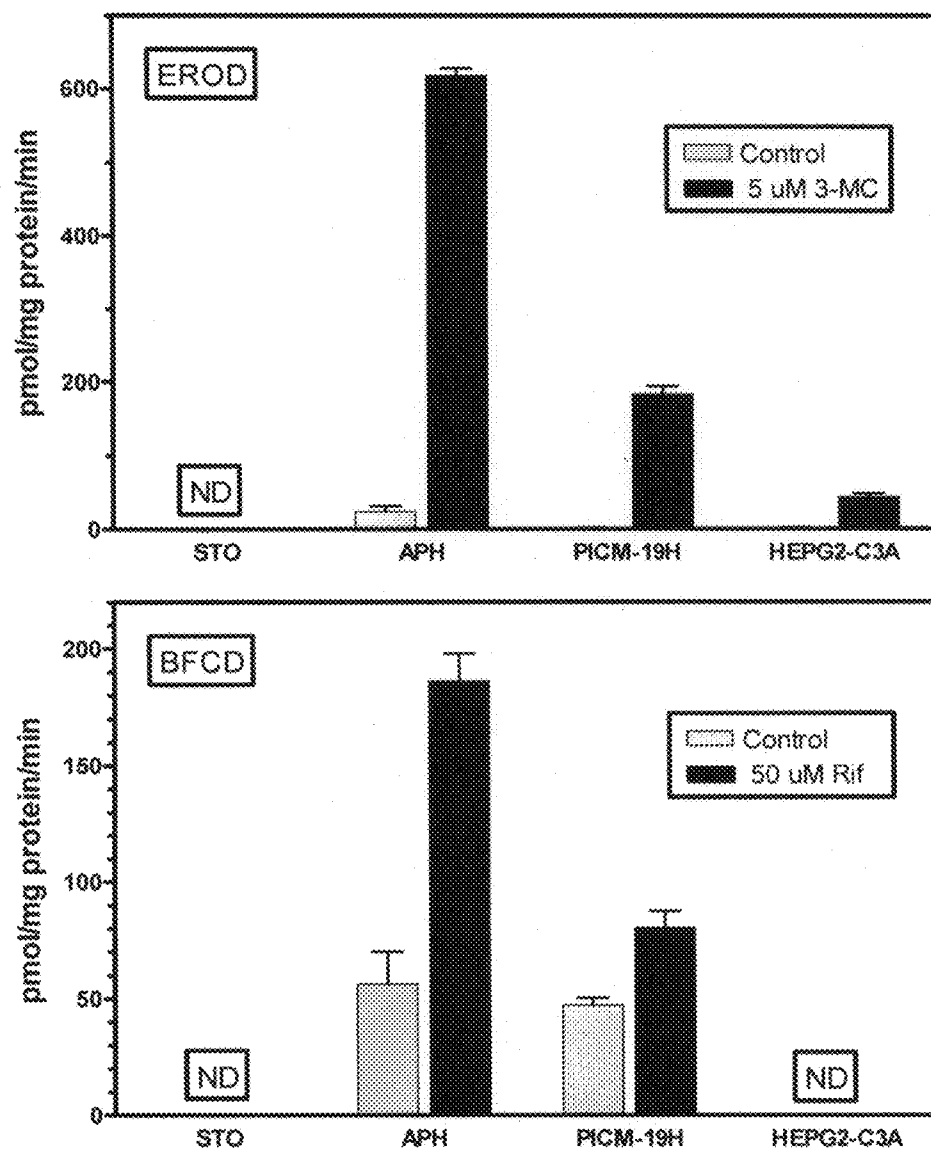 EROD
Control
5 uM 3-MC
pmol/mg protein/min
600
400
200
0
ND
STO APH PICM-19H HEPG2-C3A
BFCD
Control
50 uM Rif
pmol/mg protein/min
200
150
100
50
0
ND ND
STO APH PICM-19H HEPG2-C3A